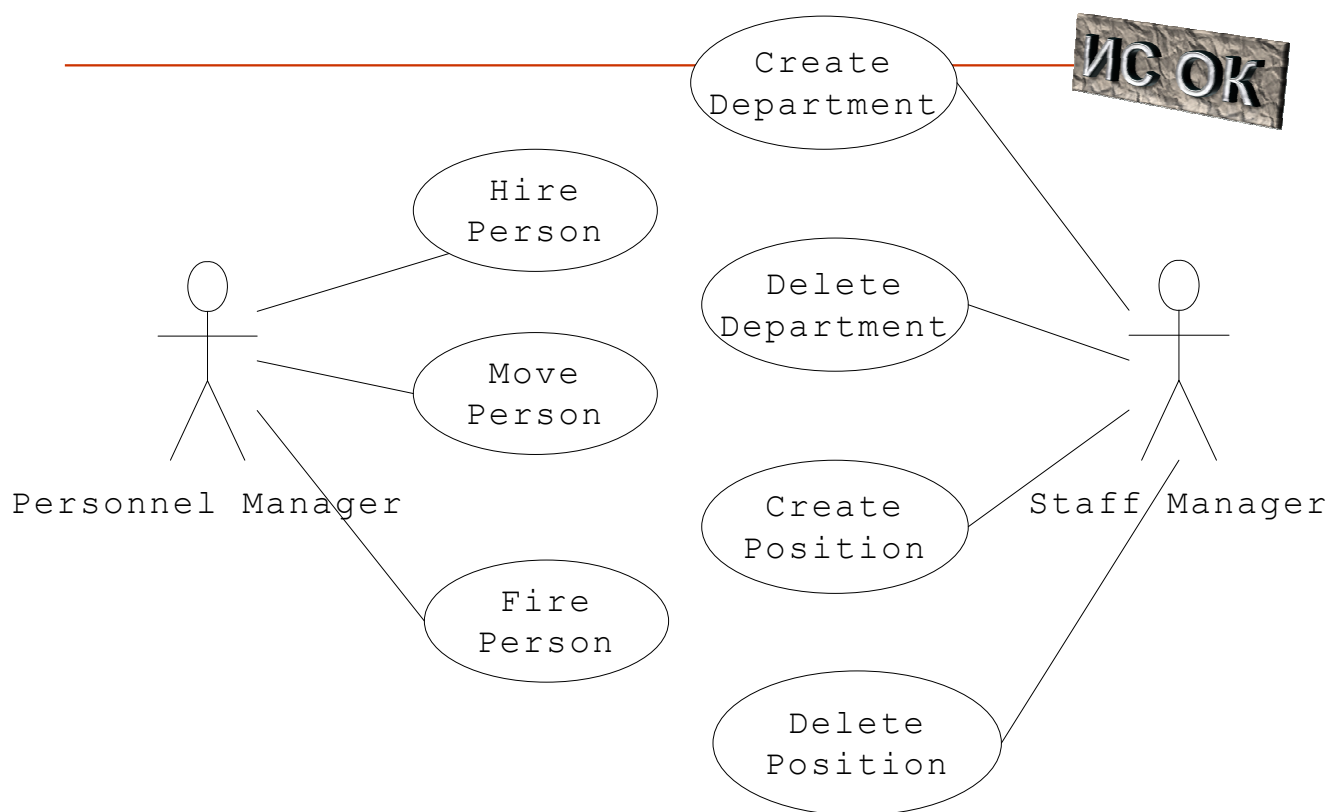 Create
Department
ИС ОК
Hire
Person
Delete
Department
Move
Person
Personnel Manager
Create
Position
Staff Manager
Fire
Person
Delete
Position